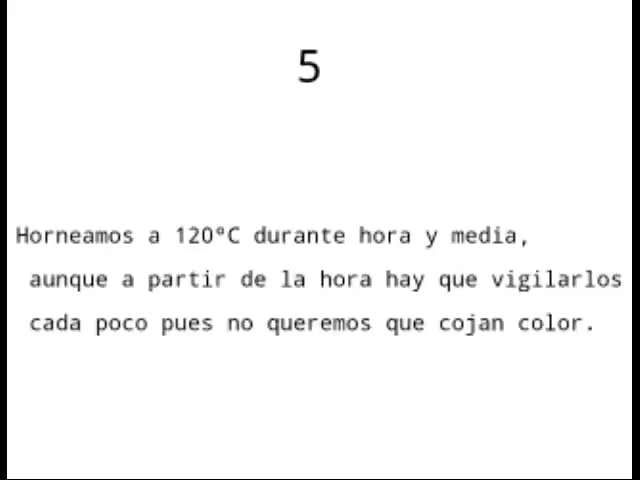 5
Horneamos a 120ºC durante hora y media,
aunque a partir de la hora hay que vigilarlos
cada poco pues no queremos que cojan color.